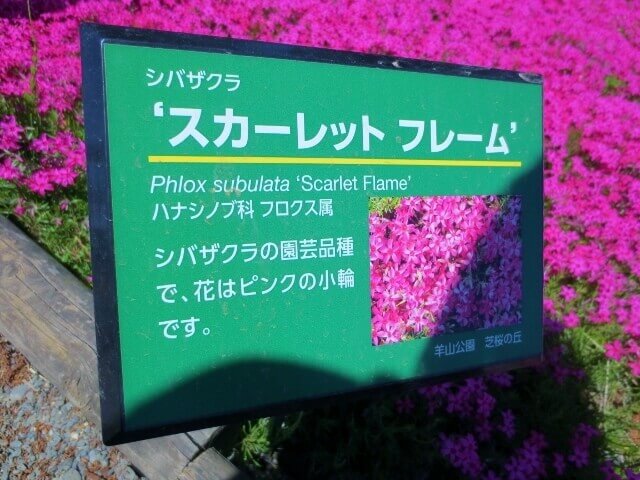 シバザクラ
‘スカーレット フレーム’
Phlox subulata ‘Scarlet Flame’
ハナシノブ科 フロクス属
シバザクラの園芸品種
で、花はピンクの小輪
です。
羊山公園 芝桜の丘